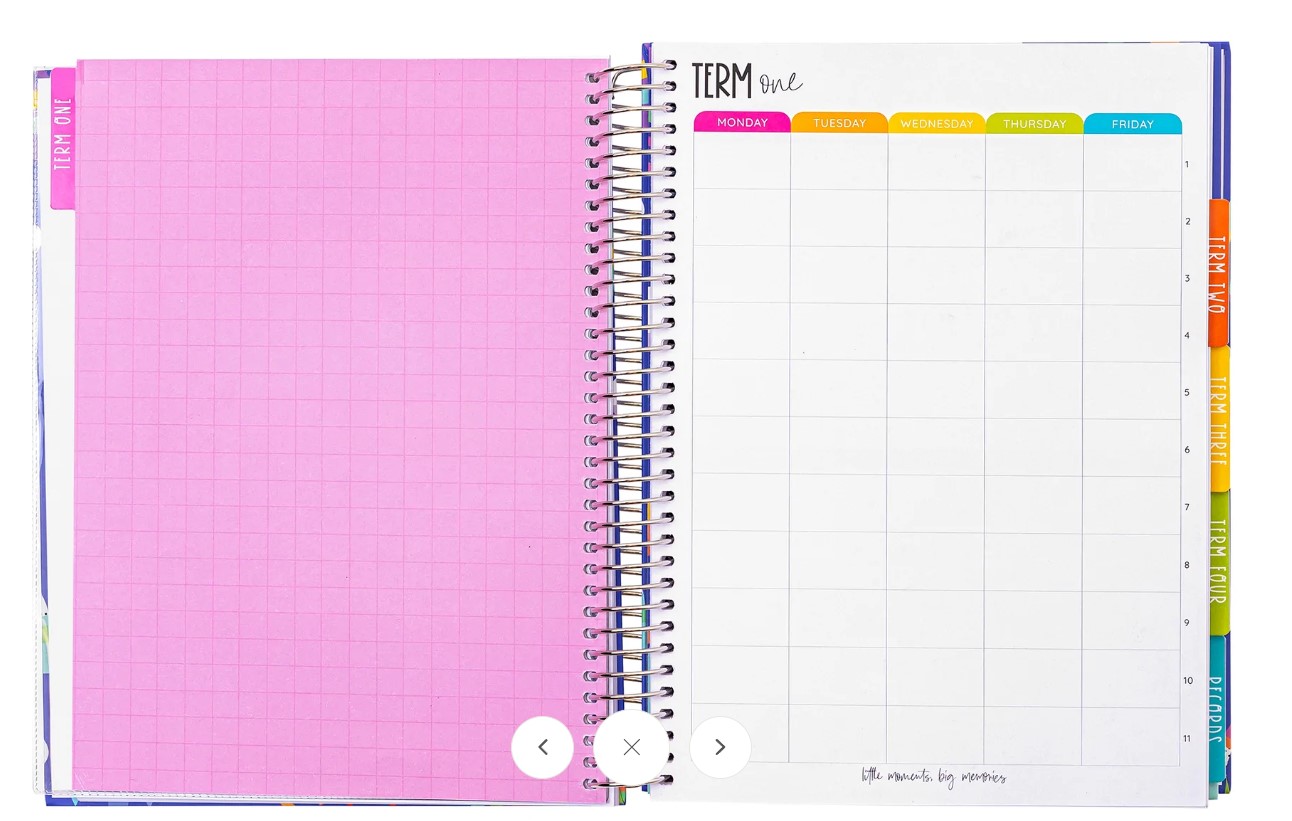 TERM ONE
TERM one
MONDAY TUESDAY WEDNESDAY THURSDAY FRIDAY
1
2
3
4
5
6
7
8
9
10
11
little moments, big memories
TERM TWO
TERM THREE
TERM FOUR
RECORDS